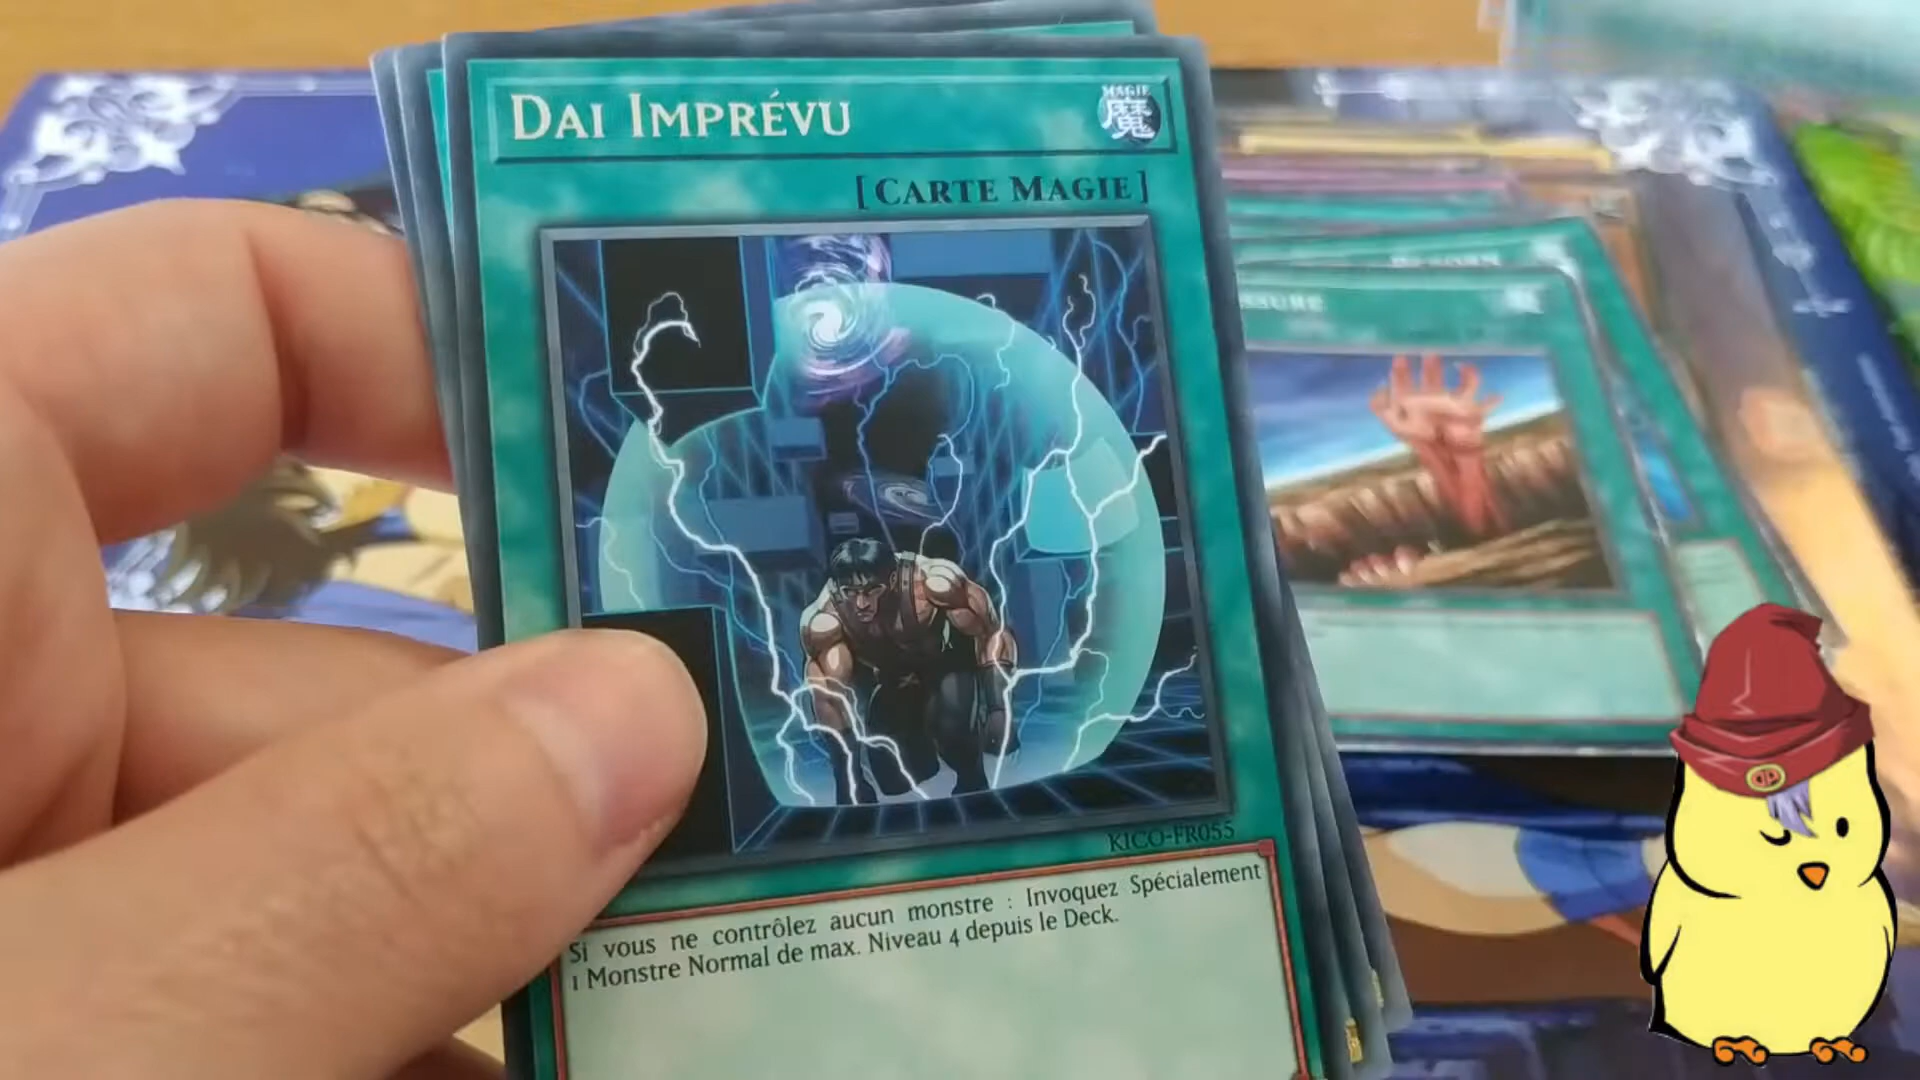 Dai Imprévu
MAGIE
魔
[Carte Magie]
KICO-FR055
Si vous ne contrôlez aucun monstre : Invoquez Spécialement
1 Monstre Normal de max. Niveau 4 depuis le Deck.